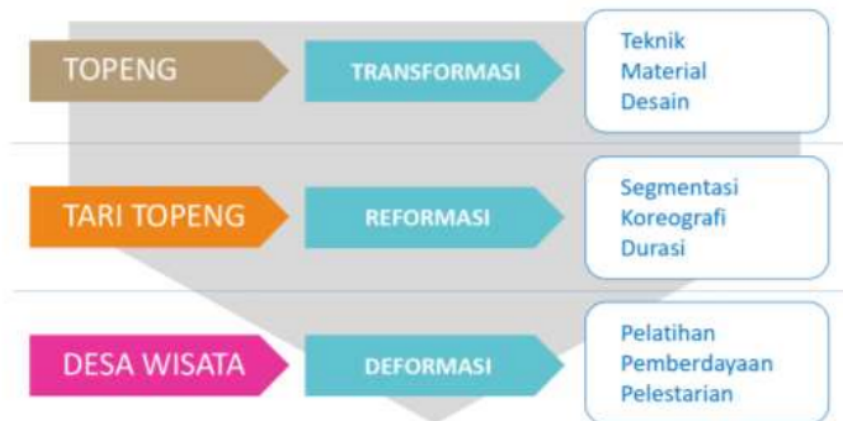 TOPENG
TRANSFORMASI
Teknik
Material
Desain
TARI TOPENG
REFORMASI
Segmentasi
Koreografi
Durasi
DESA WISATA
DEFORMASI
Pelatihan
Pemberdayaan
Pelestarian